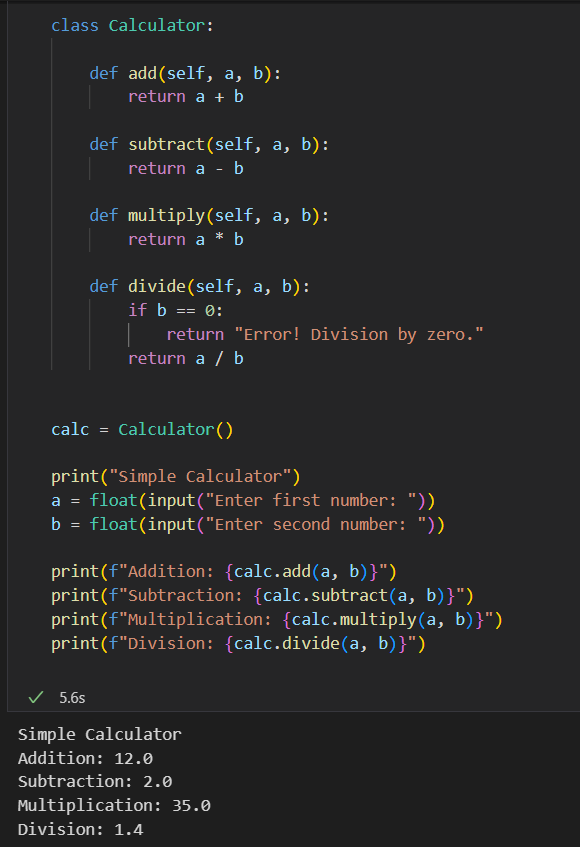 class Calculator:
def add(self, a, b):
return a + b
def subtract(self, a, b):
return a - b
def multiply(self, a, b):
return a * b
def divide(self, a, b):
if b == 0:
return "Error! Division by zero."
return a / b
calc = Calculator()
print("Simple Calculator")
a = float(input("Enter first number: "))
b = float(input("Enter second number: "))
print(f"Addition: {calc.add(a, b)}")
print(f"Subtraction: {calc.subtract(a, b)}")
print(f"Multiplication: {calc.multiply(a, b)}")
print(f"Division: {calc.divide(a, b)}")
5.6s
Simple Calculator
Addition: 12.0
Subtraction: 2.0
Multiplication: 35.0
Division: 1.4